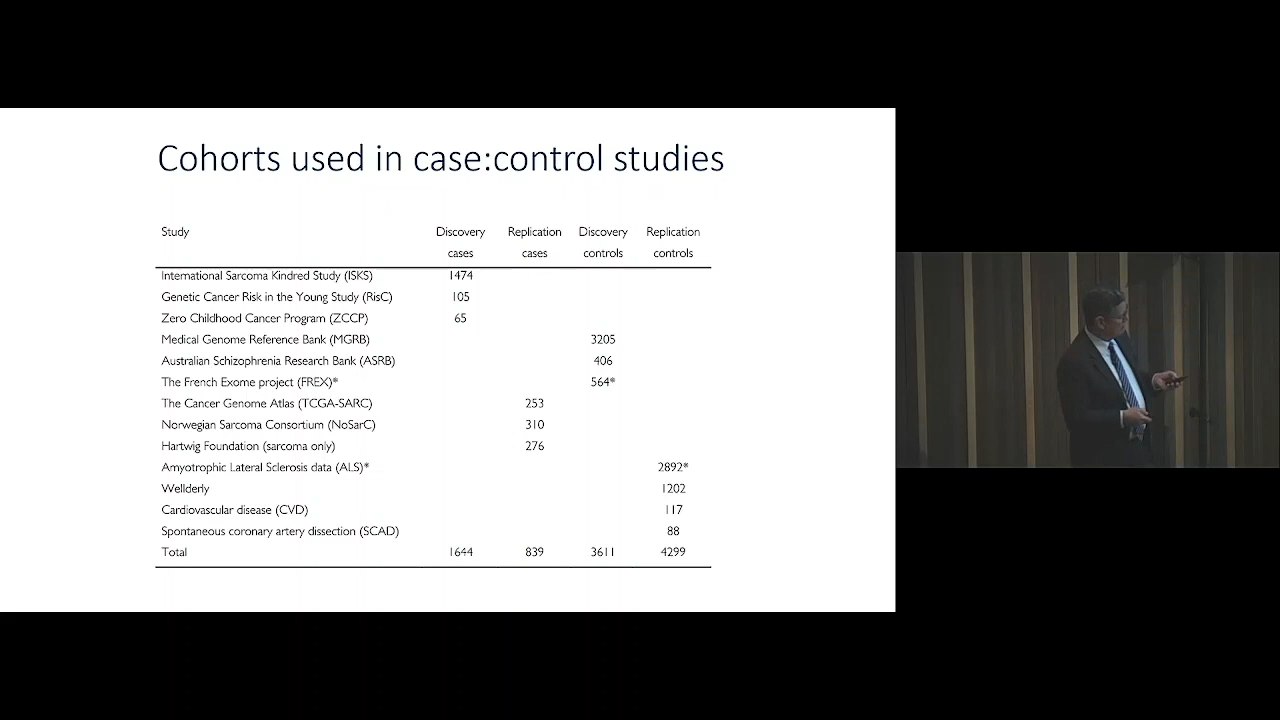 Cohorts used in case:control studies
Study Discovery cases Replication cases Discovery controls Replication controls
International Sarcoma Kindred Study (ISKS) 1474
Genetic Cancer Risk in the Young Study (RisC) 105
Zero Childhood Cancer Program (ZCCP) 65
Medical Genome Reference Bank (MGRB) 3205
Australian Schizophrenia Research Bank (ASRB) 406
The French Exome project (FREX)* 564*
The Cancer Genome Atlas (TCGA-SARC) 253
Norwegian Sarcoma Consortium (NoSarC) 310
Hartwig Foundation (sarcoma only) 276
Amyotrophic Lateral Sclerosis data (ALS)* 2892*
Wellderly 1202
Cardiovascular disease (CVD) 117
Spontaneous coronary artery dissection (SCAD) 88
Total 1644 839 3611 4299